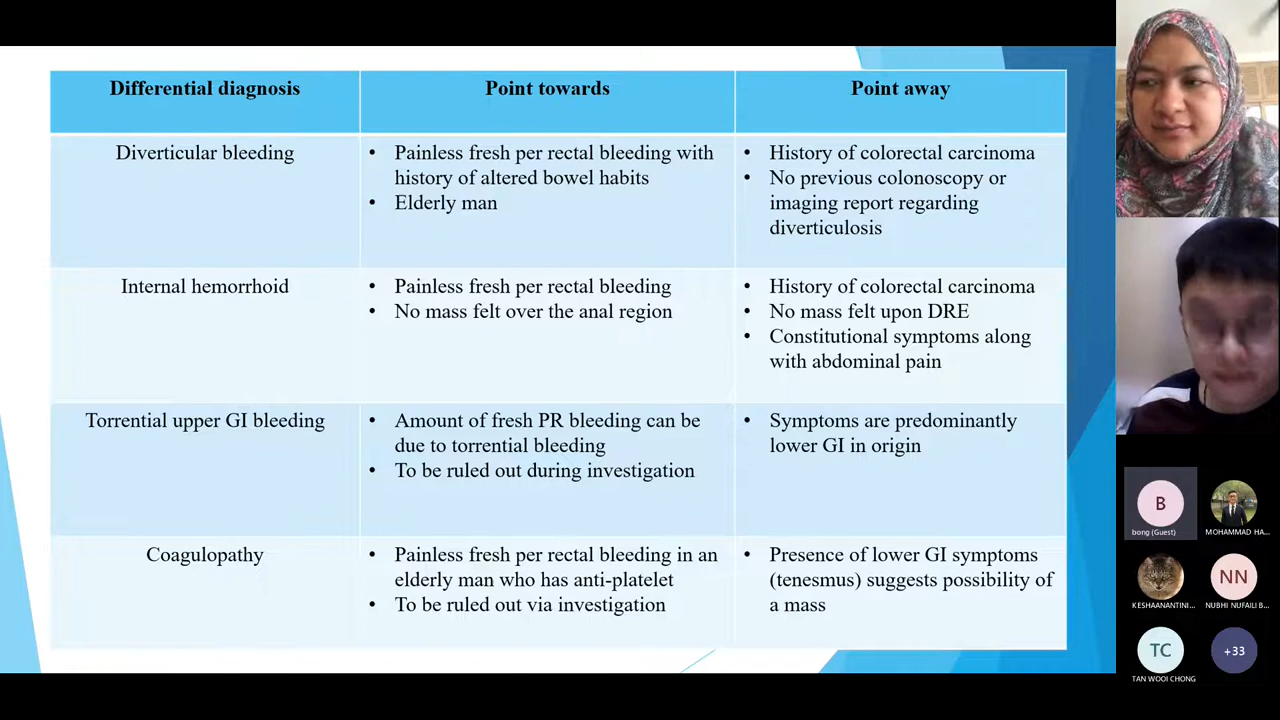 Differential diagnosis
Point towards
Point away
Diverticular bleeding
• Painless fresh per rectal bleeding with
history of altered bowel habits
• Elderly man
• History of colorectal carcinoma
• No previous colonoscopy or
imaging report regarding
diverticulosis
Internal hemorrhoid
• Painless fresh per rectal bleeding
• No mass felt over the anal region
• History of colorectal carcinoma
• No mass felt upon DRE
• Constitutional symptoms along
with abdominal pain
Torrential upper GI bleeding
• Amount of fresh PR bleeding can be
due to torrential bleeding
• To be ruled out during investigation
• Symptoms are predominantly
lower GI in origin
Coagulopathy
• Painless fresh per rectal bleeding in an
elderly man who has anti-platelet
• To be ruled out via investigation
• Presence of lower GI symptoms
(tenesmus) suggests possibility of
a mass
B
bong (Guest)
MOHAMMAD HA...
KESHAANANTINI...
NN
NUBHI NUFAILI B...
TC
TAN WOOI CHONG
+33